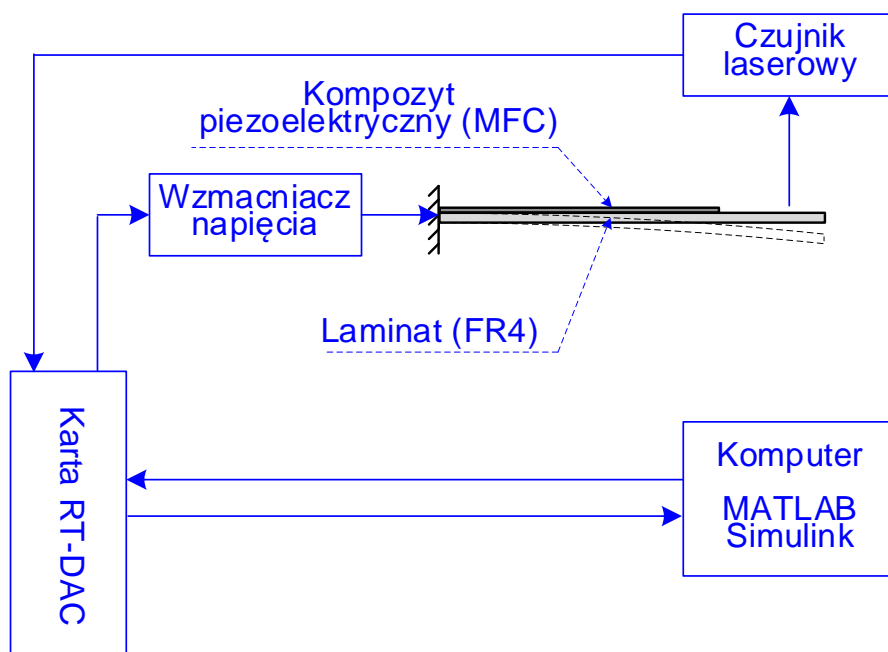 Czujnik
laserowy
Kompozyt
piezoelektryczny (MFC)
Wzmacniacz
napięcia
Laminat (FR4)
Karta RT-DAC
Komputer
MATLAB
Simulink